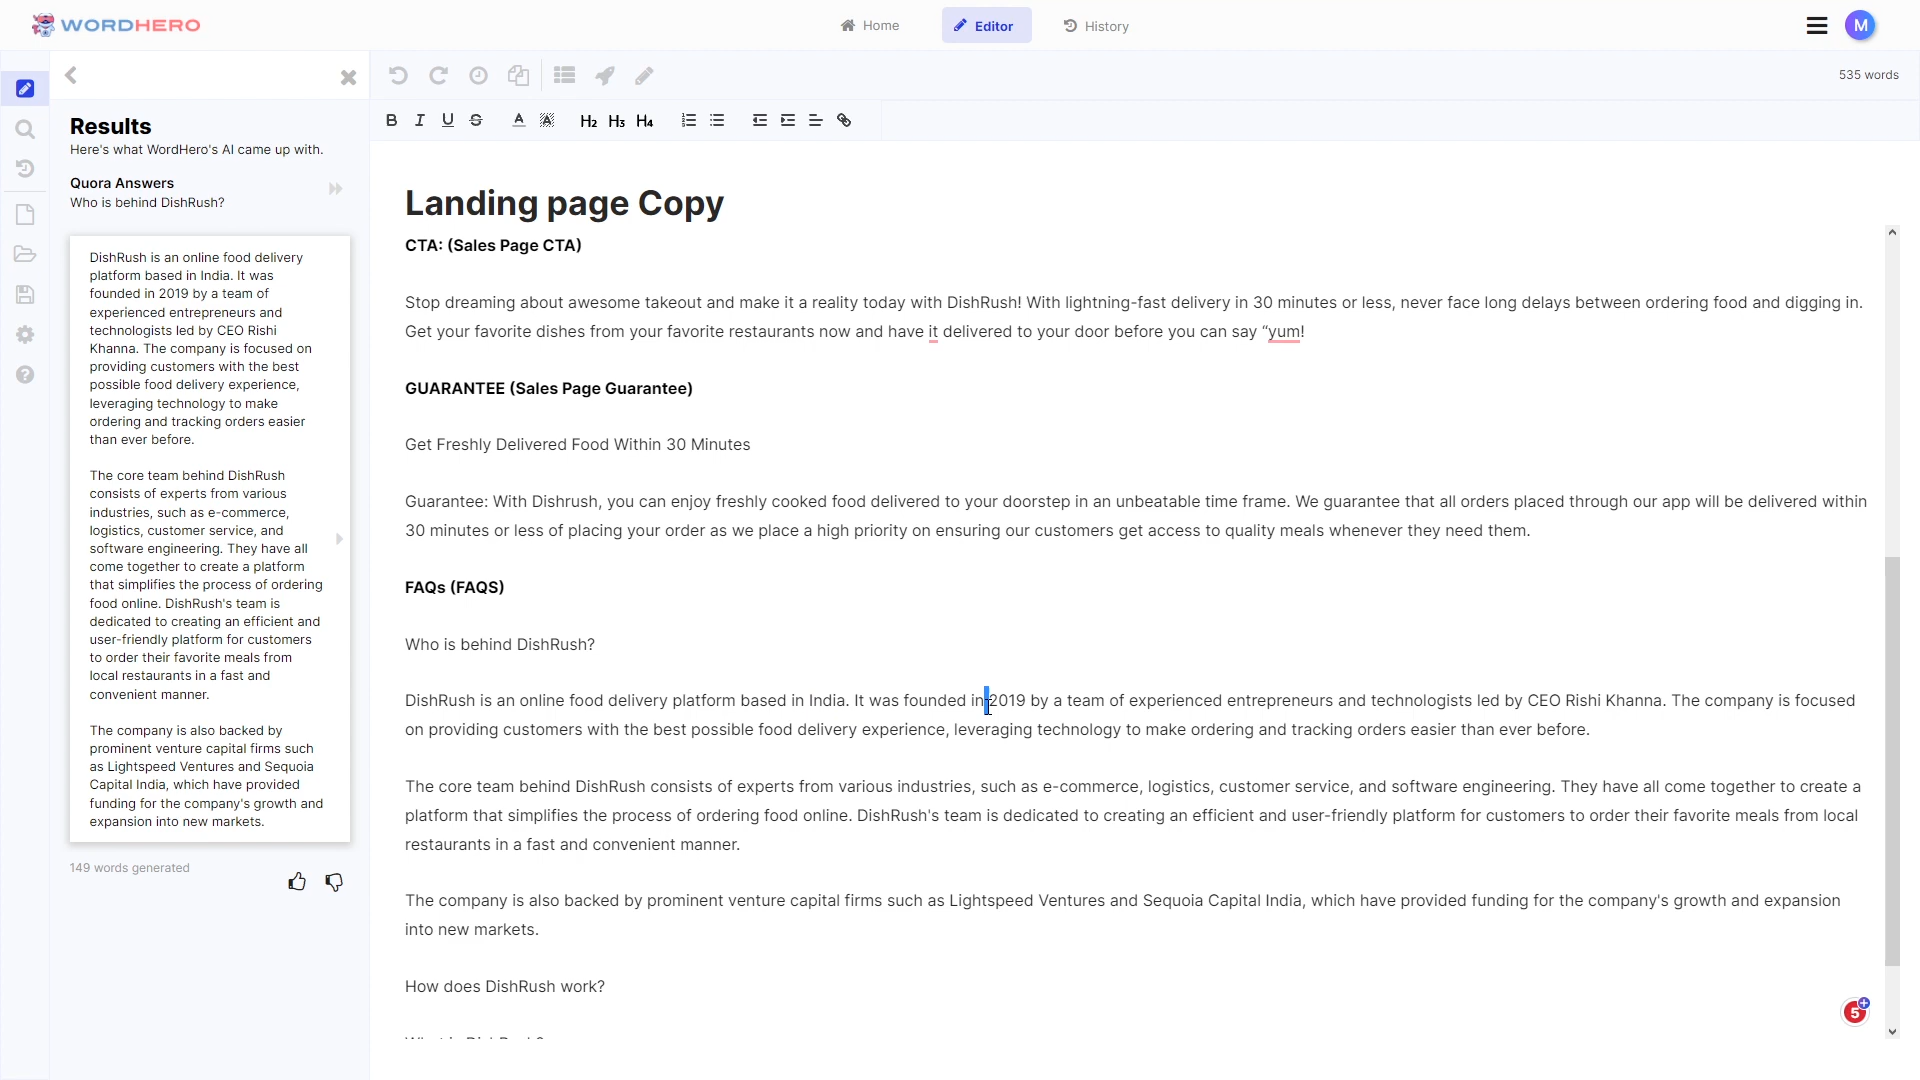 WORDHERO
Home
Editor
History
M
535 words
B I U S A A H2 H3 H4
Results
Here's what WordHero's AI came up with.
Quora Answers
Who is behind DishRush?
DishRush is an online food delivery
platform based in India. It was
founded in 2019 by a team of
experienced entrepreneurs and
technologists led by CEO Rishi
Khanna. The company is focused on
providing customers with the best
possible food delivery experience,
leveraging technology to make
ordering and tracking orders easier
than ever before.
The core team behind DishRush
consists of experts from various
industries, such as e-commerce,
logistics, customer service, and
software engineering. They have all
come together to create a platform
that simplifies the process of ordering
food online. DishRush's team is
dedicated to creating an efficient and
user-friendly platform for customers
to order their favorite meals from
local restaurants in a fast and
convenient manner.
The company is also backed by
prominent venture capital firms such
as Lightspeed Ventures and Sequoia
Capital India, which have provided
funding for the company's growth and
expansion into new markets.
149 words generated
Landing page Copy
CTA: (Sales Page CTA)
Stop dreaming about awesome takeout and make it a reality today with DishRush! With lightning-fast delivery in 30 minutes or less, never face long delays between ordering food and digging in.
Get your favorite dishes from your favorite restaurants now and have it delivered to your door before you can say “yum!
GUARANTEE (Sales Page Guarantee)
Get Freshly Delivered Food Within 30 Minutes
Guarantee: With Dishrush, you can enjoy freshly cooked food delivered to your doorstep in an unbeatable time frame. We guarantee that all orders placed through our app will be delivered within
30 minutes or less of placing your order as we place a high priority on ensuring our customers get access to quality meals whenever they need them.
FAQs (FAQS)
Who is behind DishRush?
DishRush is an online food delivery platform based in India. It was founded in 2019 by a team of experienced entrepreneurs and technologists led by CEO Rishi Khanna. The company is focused
on providing customers with the best possible food delivery experience, leveraging technology to make ordering and tracking orders easier than ever before.
The core team behind DishRush consists of experts from various industries, such as e-commerce, logistics, customer service, and software engineering. They have all come together to create a
platform that simplifies the process of ordering food online. DishRush's team is dedicated to creating an efficient and user-friendly platform for customers to order their favorite meals from local
restaurants in a fast and convenient manner.
The company is also backed by prominent venture capital firms such as Lightspeed Ventures and Sequoia Capital India, which have provided funding for the company's growth and expansion
into new markets.
How does DishRush work?
5